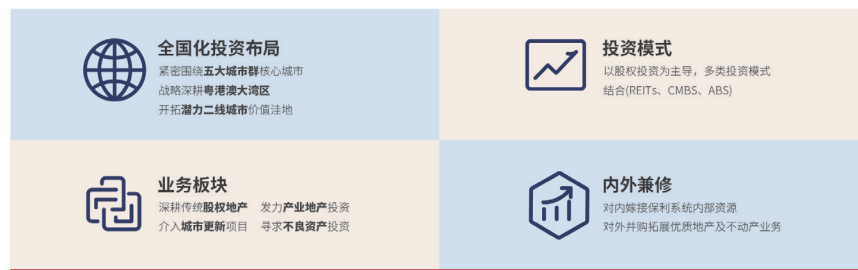 全国化投资布局
紧密围绕五大城市群核心城市
战略深耕粤港澳大湾区
开拓潜力二线城市价值洼地
投资模式
以股权投资为主导，多类投资模式
结合(REITs、CMBS、ABS)
业务板块
深耕传统股权地产 发力产业地产投资
介入城市更新项目 寻求不良资产投资
内外兼修
对内嫁接保利系统内部资源
对外并购拓展优质地产及不动产业务